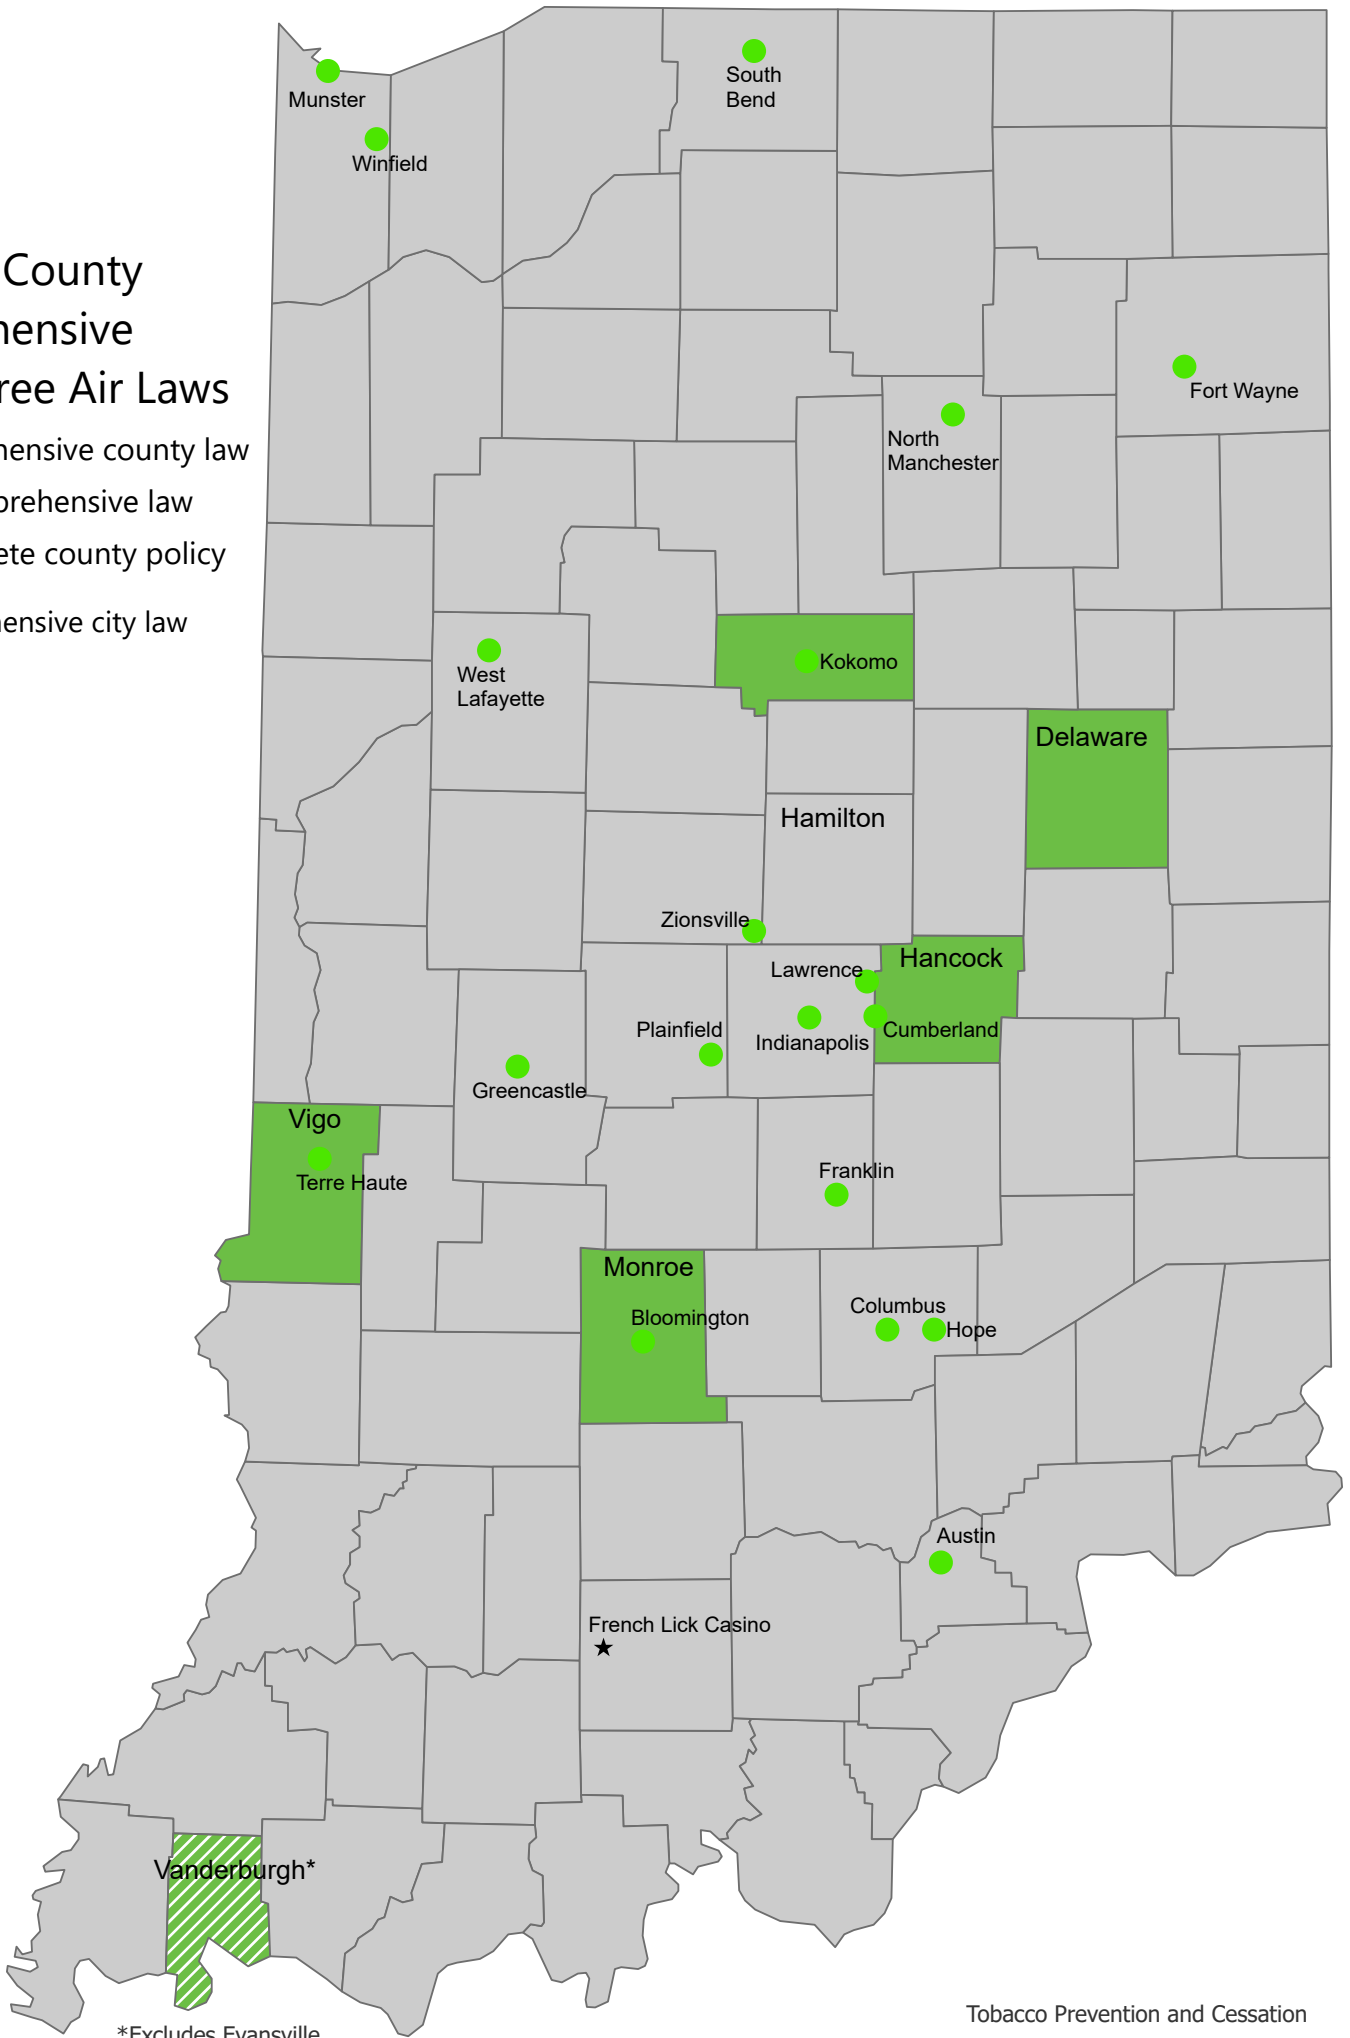 County
hensive
ree Air Laws
hensive county law
prehensive law
ete county policy
ensive city law
Munster
Winfield
South
Bend
Fort Wayne
North
Manchester
West
Lafayette
Kokomo
Delaware
Hamilton
Zionsville
Lawrence
Hancock
Plainfield
Indianapolis
Cumberland
Greencastle
Vigo
Terre Haute
Franklin
Monroe
Bloomington
Columbus
Hope
Austin
French Lick Casino
Vanderburgh*
*Excludes Evansville
Tobacco Prevention and Cessation